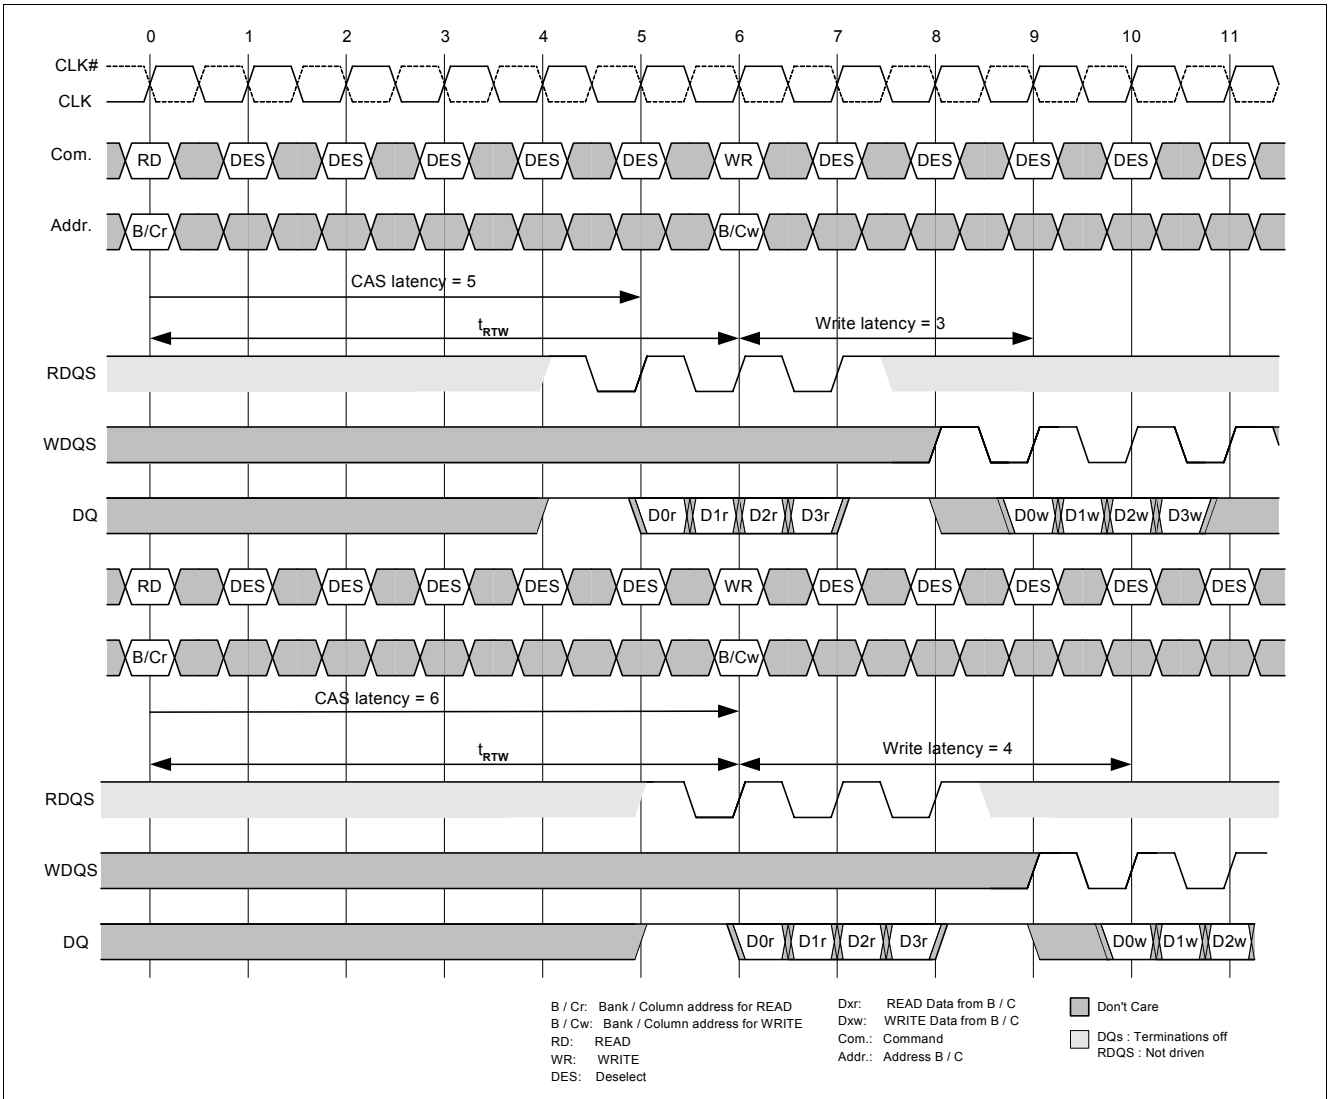 0 1 2 3 4 5 6 7 8 9 10 11
CLK#
CLK
Com. RD DES DES DES DES DES WR DES DES DES DES DES
Addr. B/Cr B/Cw
CAS latency = 5
tRTW Write latency = 3
RDQS
WDQS
DQ D0r D1r D2r D3r D0w D1w D2w D3w
RD DES DES DES DES DES WR DES DES DES DES DES
B/Cr B/Cw
CAS latency = 6
tRTW Write latency = 4
RDQS
WDQS
DQ D0r D1r D2r D3r D0w D1w D2w
B / Cr: Bank / Column address for READ
B / Cw: Bank / Column address for WRITE
RD: READ
WR: WRITE
DES: Deselect
Dxr: READ Data from B / C
Dxw: WRITE Data from B / C
Com.: Command
Addr.: Address B / C
Don't Care
DQs : Terminations off
RDQS : Not driven